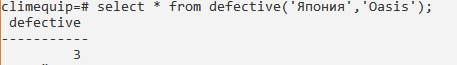 climequip=# select * from defective('Япония','Oasis');
defective
-----------
3